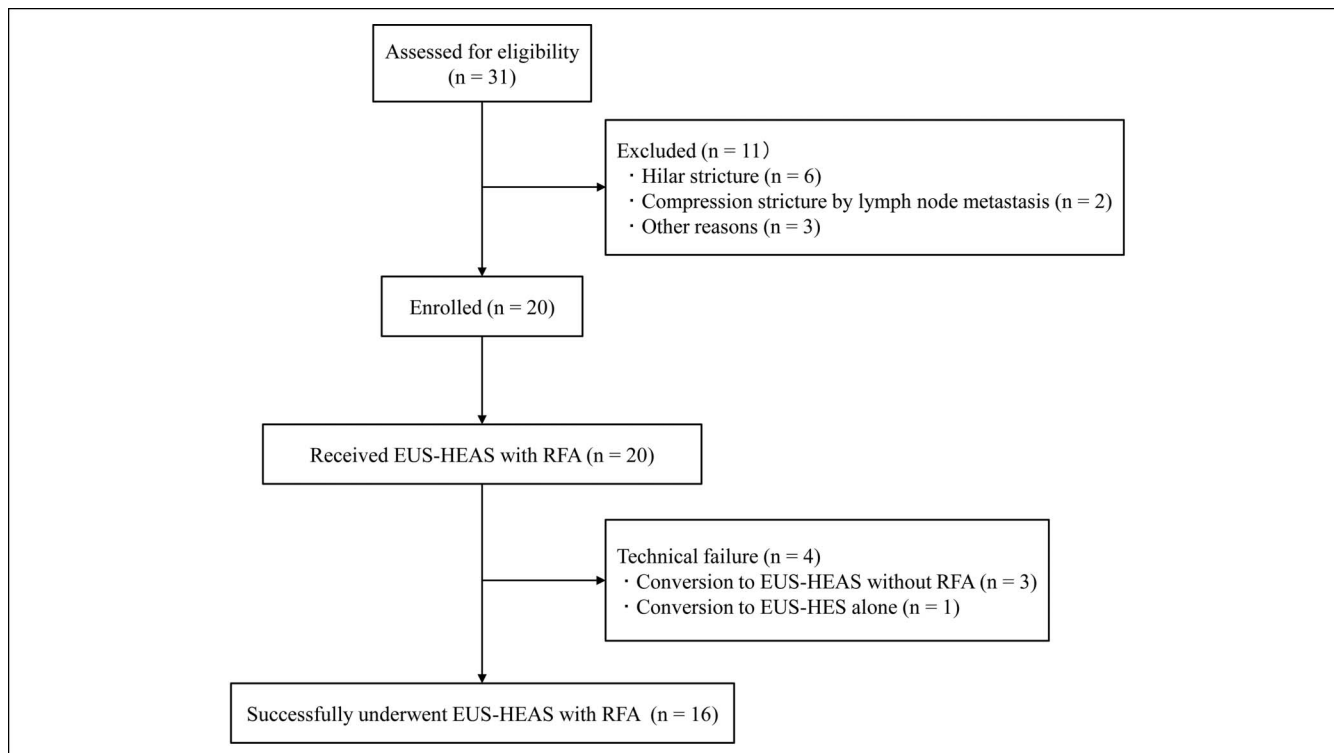 Assessed for eligibility
(n = 31)
Excluded (n = 11）
・Hilar stricture (n = 6)
・Compression stricture by lymph node metastasis (n = 2)
・Other reasons (n = 3)
Enrolled (n = 20)
Received EUS-HEAS with RFA (n = 20)
Technical failure (n = 4)
・Conversion to EUS-HEAS without RFA (n = 3)
・Conversion to EUS-HES alone (n = 1)
Successfully underwent EUS-HEAS with RFA (n = 16)